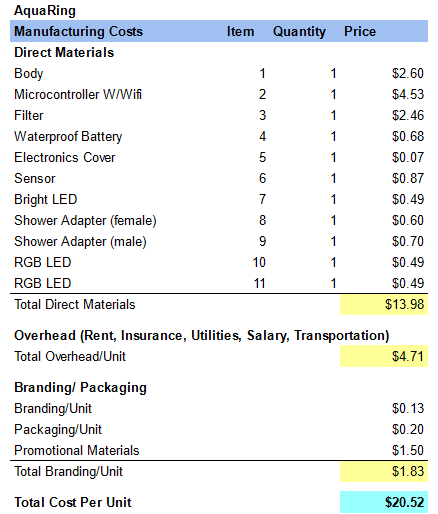 AquaRing
Manufacturing Costs Item Quantity Price
Direct Materials
Body 1 1 $2.60
Microcontroller W/Wifi 2 1 $4.53
Filter 3 1 $2.46
Waterproof Battery 4 1 $0.68
Electronics Cover 5 1 $0.07
Sensor 6 1 $0.87
Bright LED 7 1 $0.49
Shower Adapter (female) 8 1 $0.60
Shower Adapter (male) 9 1 $0.70
RGB LED 10 1 $0.49
RGB LED 11 1 $0.49
Total Direct Materials $13.98
Overhead (Rent, Insurance, Utilities, Salary, Transportation)
Total Overhead/Unit $4.71
Branding/ Packaging
Branding/Unit $0.13
Packaging/Unit $0.20
Promotional Materials $1.50
Total Branding/Unit $1.83
Total Cost Per Unit $20.52